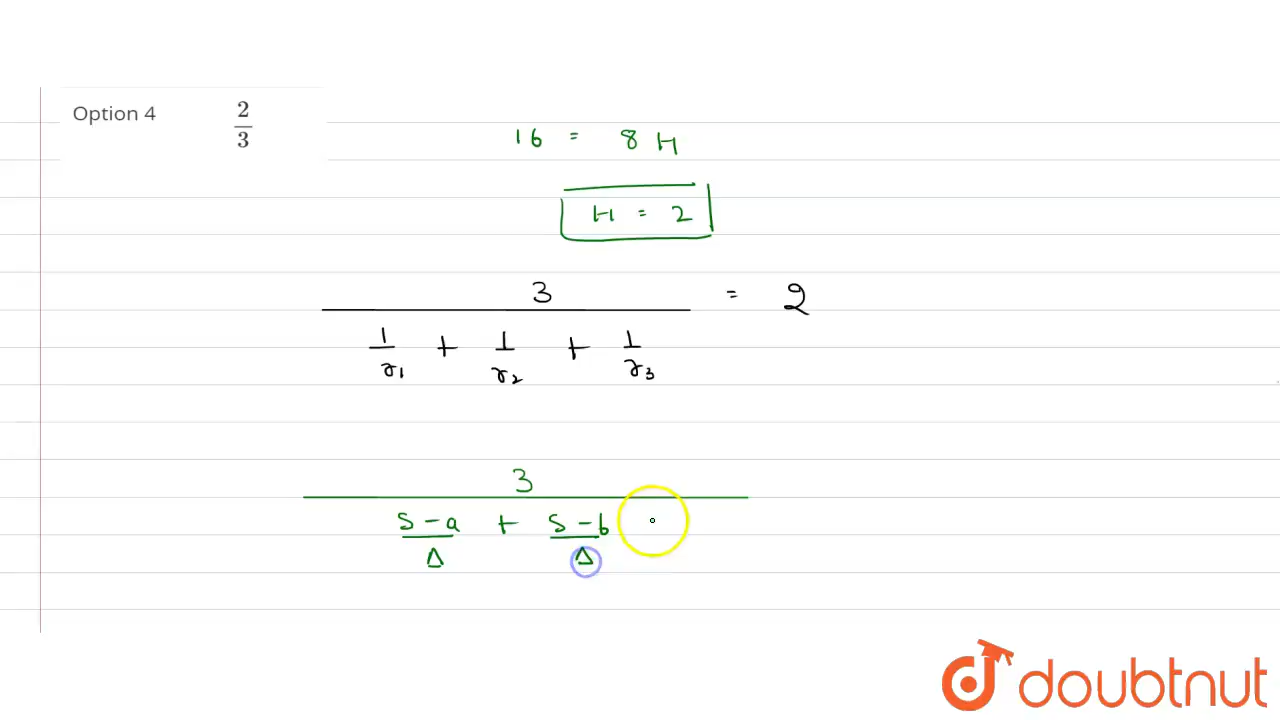 Option 4 2/3
16 = 8 H
H = 2
3 = 2
1/r1 + 1/r2 + 1/r3
3
s-a + s-b
Δ Δ
doubtnut